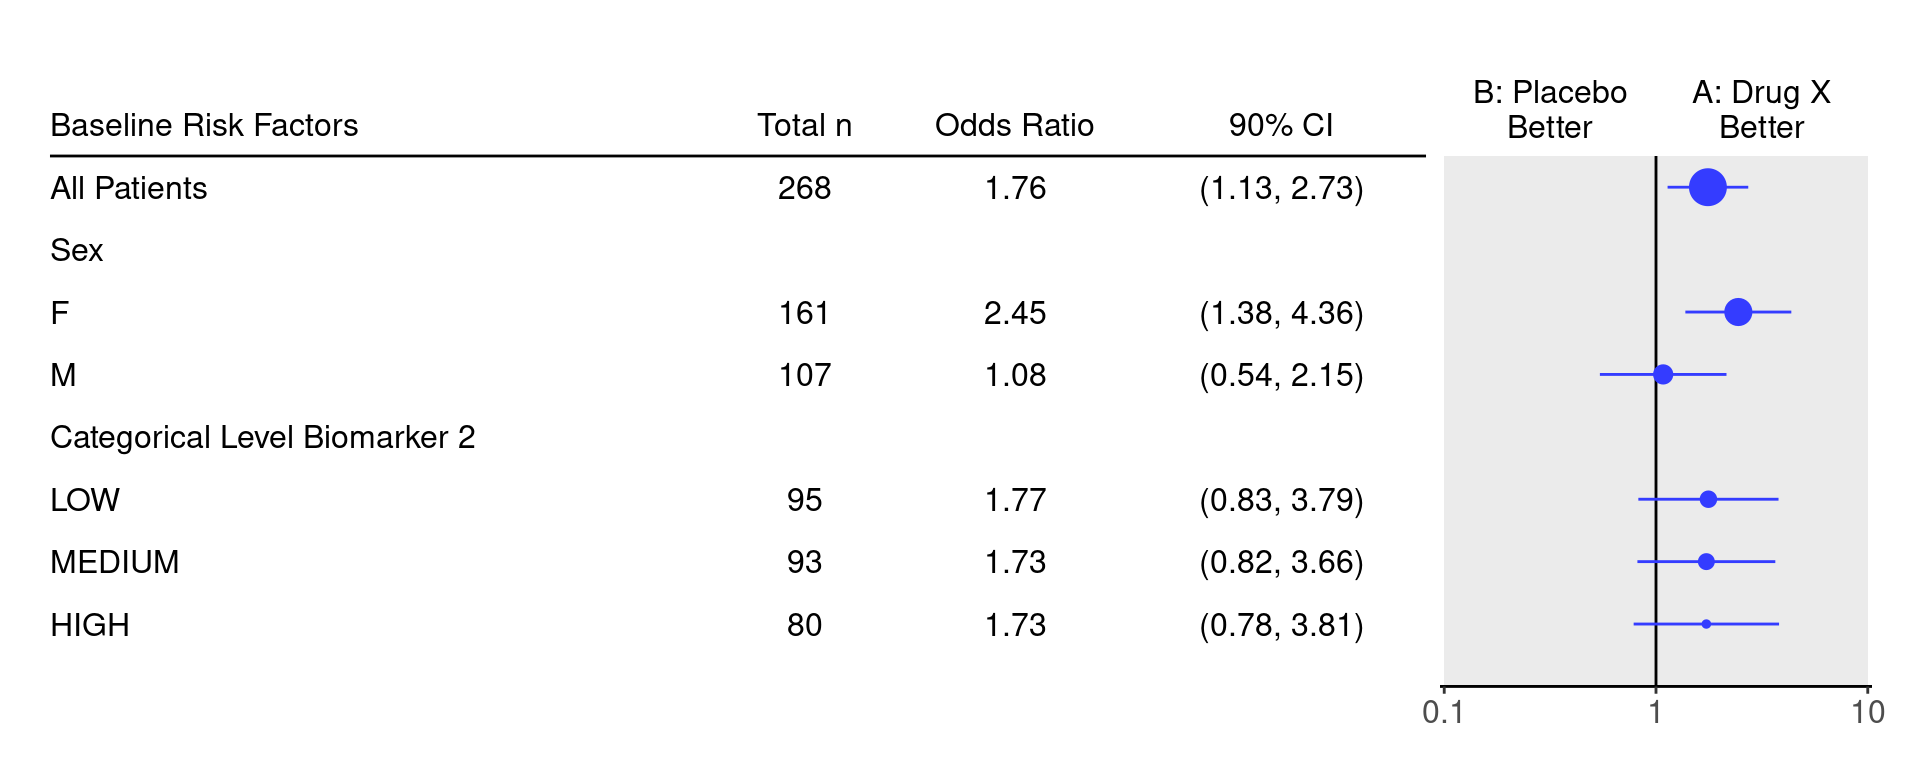 B: Placebo A: Drug X
Better Better
Baseline Risk Factors Total n Odds Ratio 90% CI
All Patients 268 1.76 (1.13, 2.73)
Sex
F 161 2.45 (1.38, 4.36)
M 107 1.08 (0.54, 2.15)
Categorical Level Biomarker 2
LOW 95 1.77 (0.83, 3.79)
MEDIUM 93 1.73 (0.82, 3.66)
HIGH 80 1.73 (0.78, 3.81)
0.1 1 10